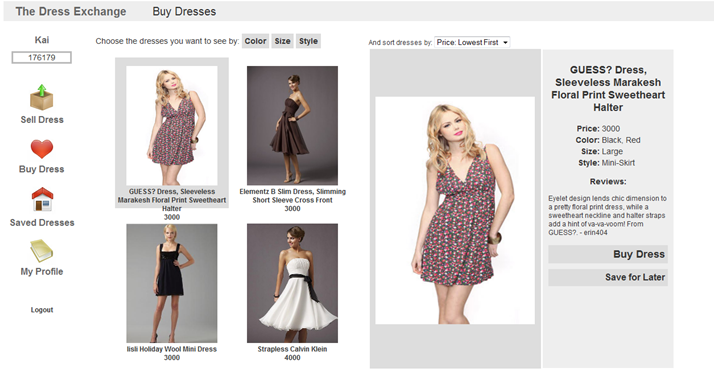 The Dress Exchange Buy Dresses
Kai
176179
Sell Dress
Buy Dress
Saved Dresses
My Profile
Logout
Choose the dresses you want to see by: Color Size Style
And sort dresses by: Price: Lowest First
GUESS? Dress, Sleeveless
Marakesh Floral Print Sweetheart
Halter
3000
Elementz B Slim Dress, Slimming
Short Sleeve Cross Front
3000
Iisli Holiday Wool Mini Dress
3000
Strapless Calvin Klein
4000
GUESS? Dress,
Sleeveless Marakesh
Floral Print Sweetheart
Halter
Price: 3000
Color: Black, Red
Size: Large
Style: Mini-Skirt
Reviews:
Eyelet design lends chic dimension to
a pretty floral print dress, while a
sweetheart neckline and halter straps
add a hint of va-va-voom! From
GUESS?. - erin404
Buy Dress
Save for Later